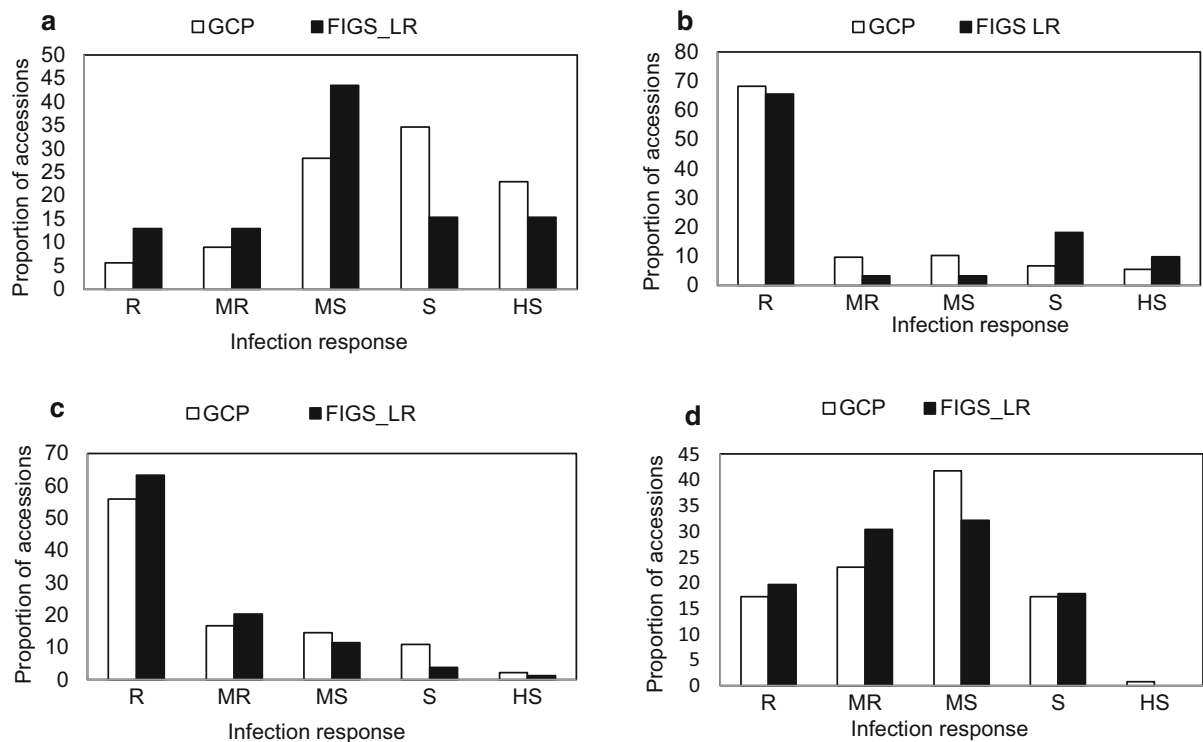 a
GCP FIGS_LR
50
45
40
35
30
25
20
15
10
5
0
Proportion of accessions
R MR MS S HS
Infection response
b
GCP FIGS LR
80
70
60
50
40
30
20
10
0
Proportion of accessions
R MR MS S HS
Infection response
c
GCP FIGS_LR
70
60
50
40
30
20
10
0
Proportion of accessions
R MR MS S HS
Infection response
d
GCP FIGS_LR
45
40
35
30
25
20
15
10
5
0
Proportion of accessions
R MR MS S HS
Infection response